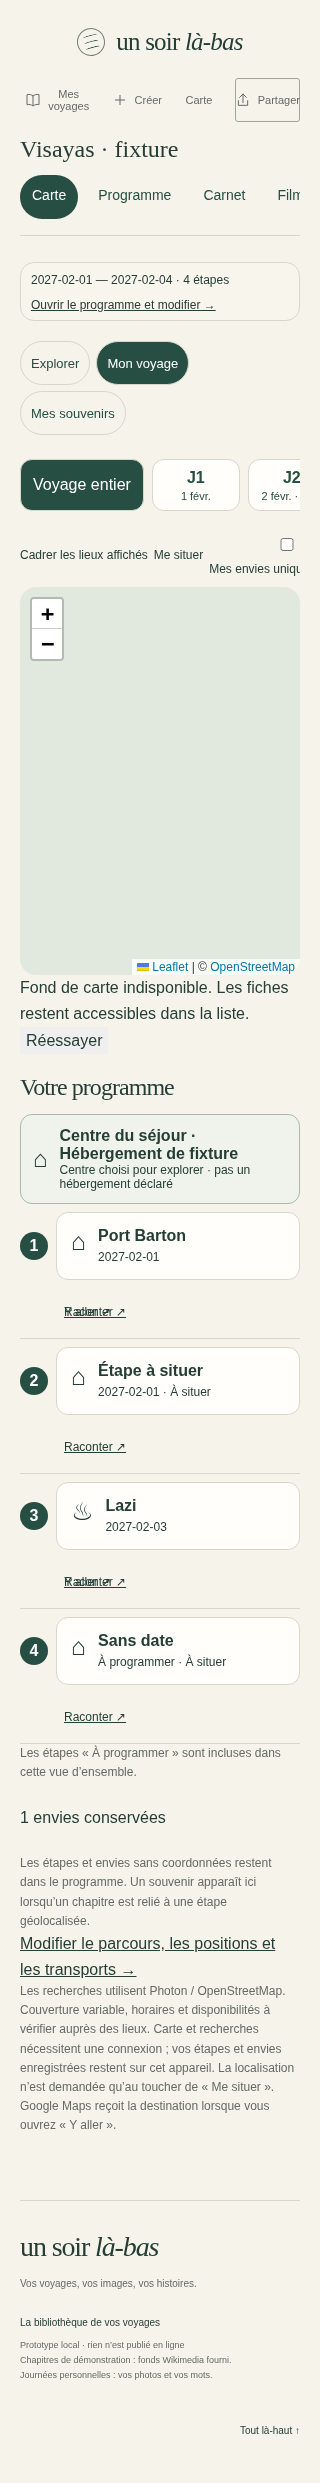 un soir là-bas
Mes voyages
Créer
Carte
Partager
Visayas · fixture
Carte Programme Carnet Film
2027-02-01 — 2027-02-04 · 4 étapes
Ouvrir le programme et modifier →
Explorer Mon voyage
Mes souvenirs
Voyage entier
J1
1 févr.
J2
2 févr. ·
Cadrer les lieux affichés Me situer
Mes envies uniqu
+
−
Leaflet | © OpenStreetMap
Fond de carte indisponible. Les fiches
restent accessibles dans la liste.
Réessayer
Votre programme
Centre du séjour ·
Hébergement de fixture
Centre choisi pour explorer · pas un
hébergement déclaré
1
Port Barton
2027-02-01
Y aller ↗
Raconter ↗
2
Étape à situer
2027-02-01 · À situer
Raconter ↗
3
Lazi
2027-02-03
Y aller ↗
Raconter ↗
4
Sans date
À programmer · À situer
Raconter ↗
Les étapes « À programmer » sont incluses dans
cette vue d’ensemble.
1 envies conservées
Les étapes et envies sans coordonnées restent
dans le programme. Un souvenir apparaît ici
lorsqu’un chapitre est relié à une étape
géolocalisée.
Modifier le parcours, les positions et
les transports →
Les recherches utilisent Photon / OpenStreetMap.
Couverture variable, horaires et disponibilités à
vérifier auprès des lieux. Carte et recherches
nécessitent une connexion ; vos étapes et envies
enregistrées restent sur cet appareil. La localisation
n’est demandée qu’au toucher de « Me situer ».
Google Maps reçoit la destination lorsque vous
ouvrez « Y aller ».
un soir là-bas
Vos voyages, vos images, vos histoires.
La bibliothèque de vos voyages
Prototype local · rien n’est publié en ligne
Chapitres de démonstration : fonds Wikimedia fourni.
Journées personnelles : vos photos et vos mots.
Tout là-haut ↑